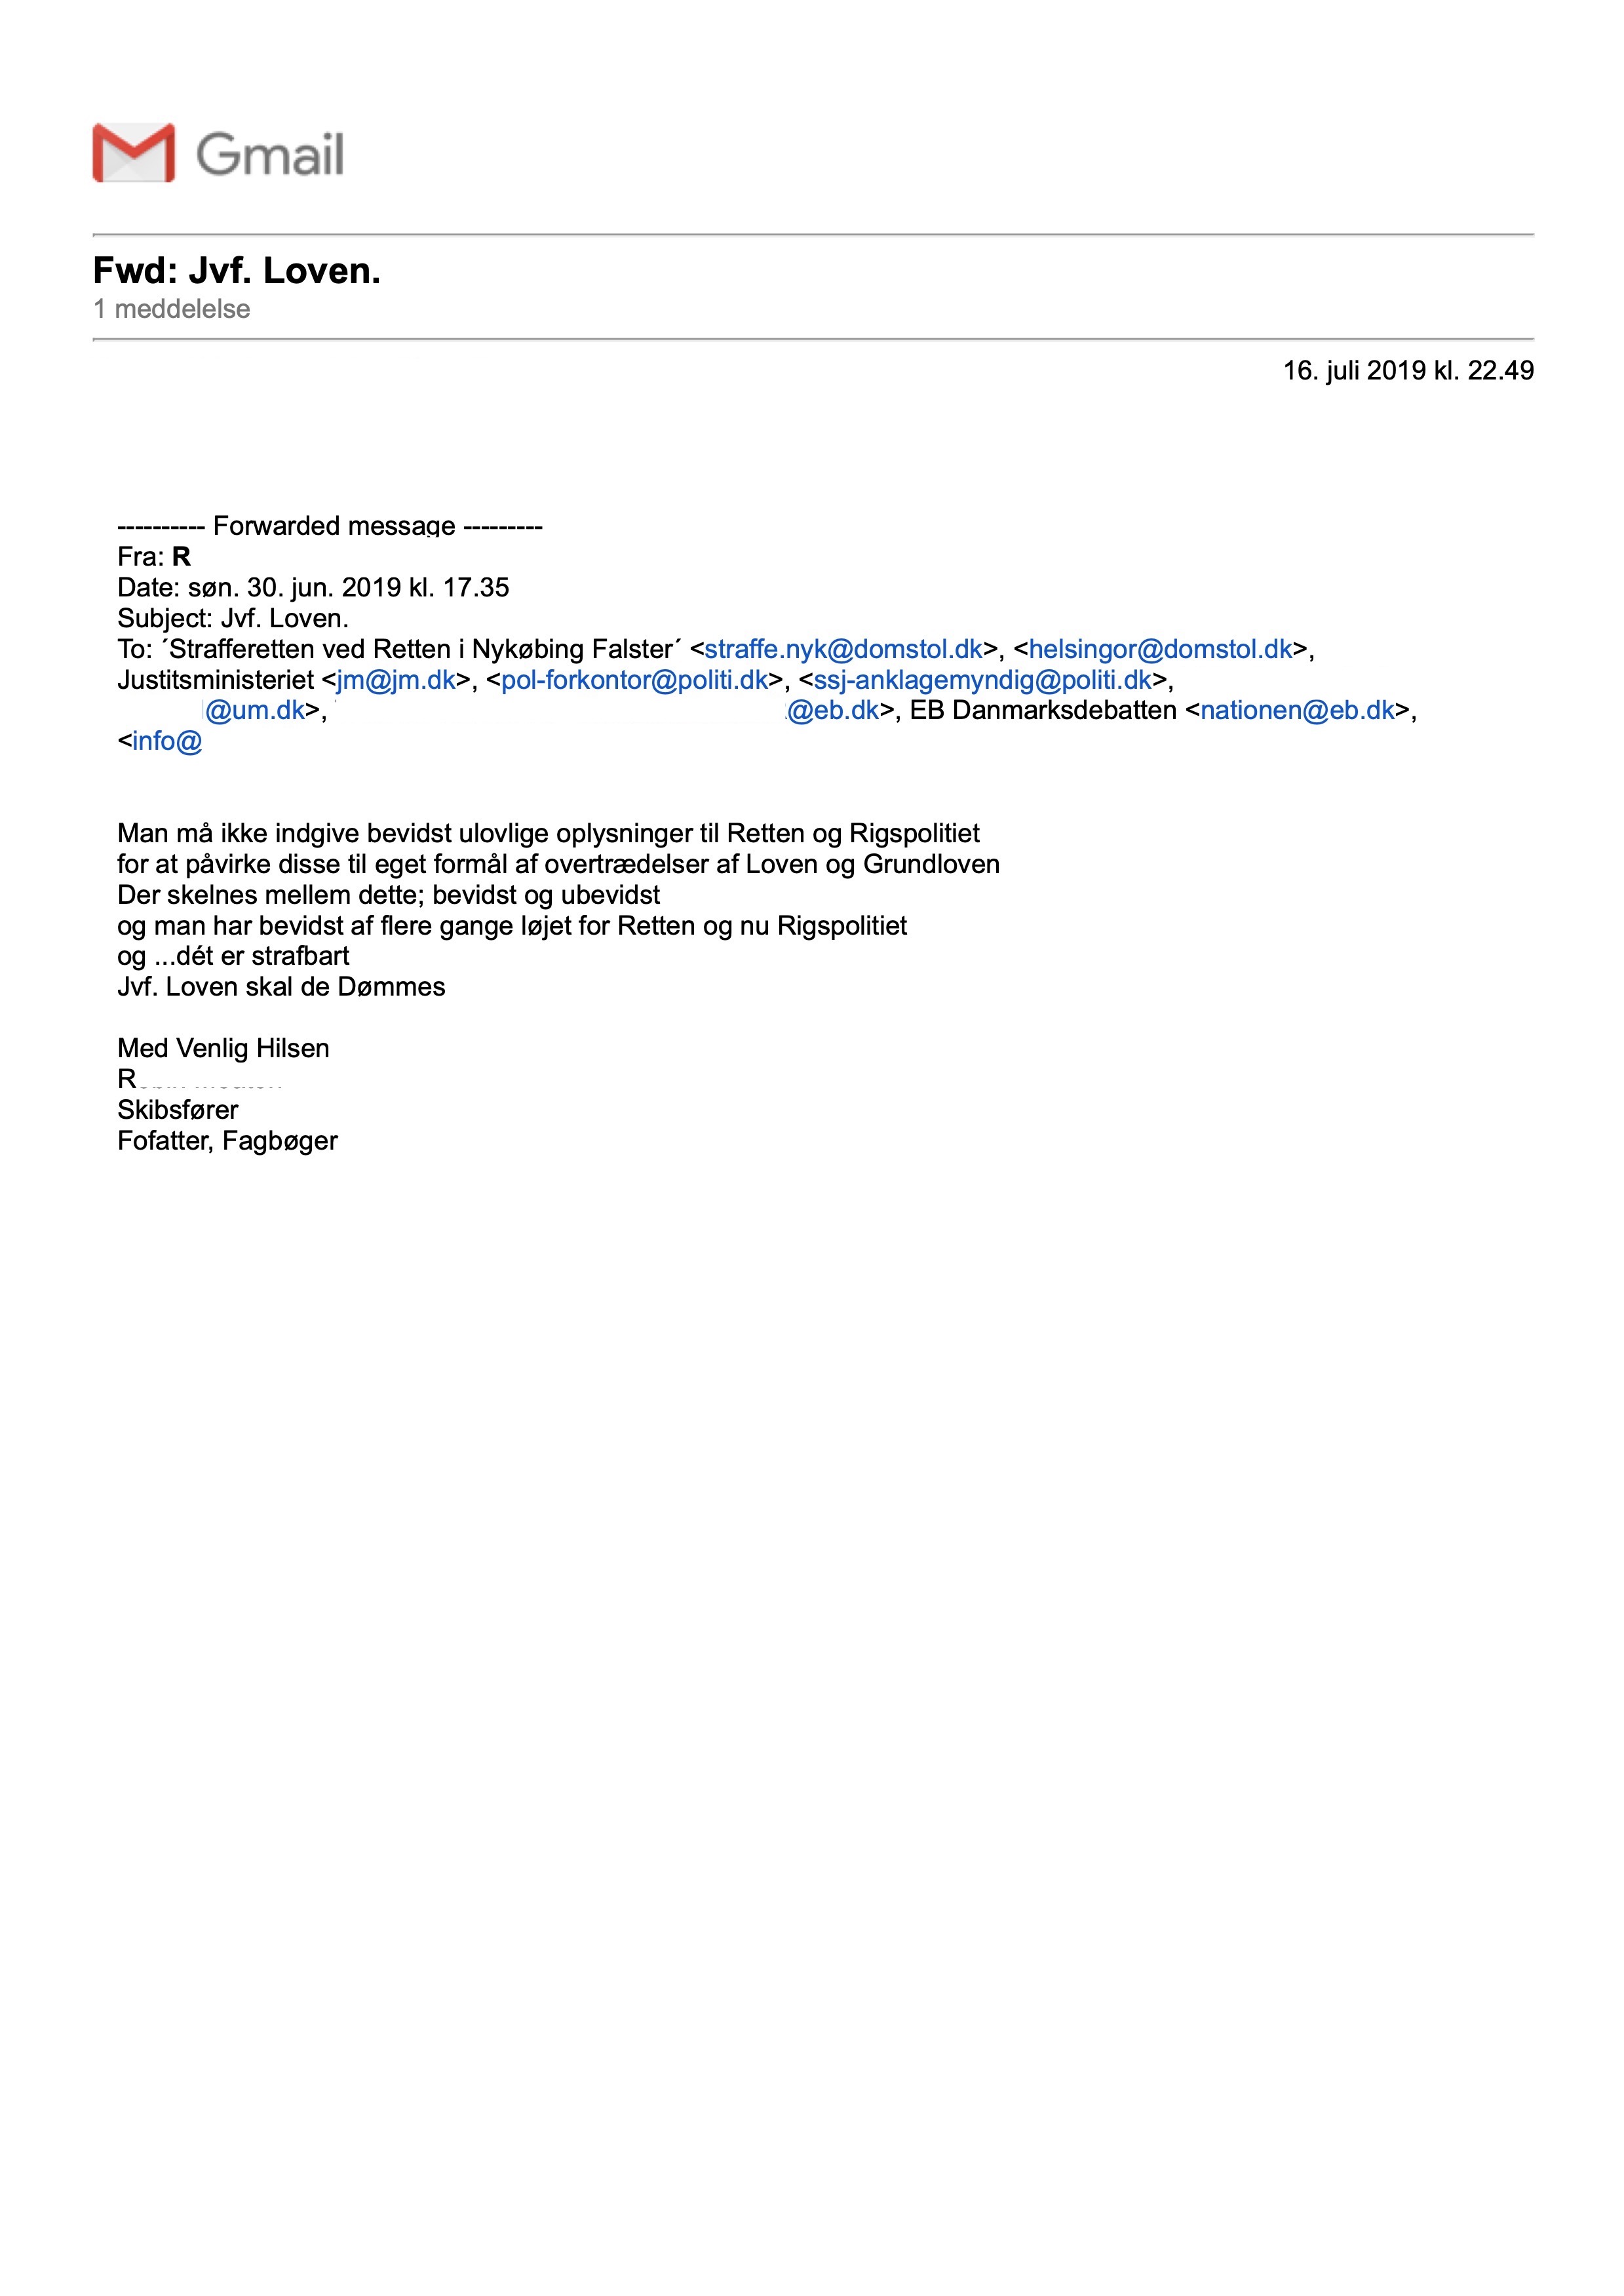 Gmail
Fwd: Jvf. Loven.
1 meddelelse
16. juli 2019 kl. 22.49
---------- Forwarded message ---------
Fra: R
Date: søn. 30. jun. 2019 kl. 17.35
Subject: Jvf. Loven.
To: ´Strafferetten ved Retten i Nykøbing Falster´ <straffe.nyk@domstol.dk>, <helsingor@domstol.dk>,
Justitsministeriet <jm@jm.dk>, <pol-forkontor@politi.dk>, <ssj-anklagemyndig@politi.dk>,
@um.dk>, @eb.dk>, EB Danmarksdebatten <nationen@eb.dk>,
<info@
Man må ikke indgive bevidst ulovlige oplysninger til Retten og Rigspolitiet
for at påvirke disse til eget formål af overtrædelser af Loven og Grundloven
Der skelnes mellem dette; bevidst og ubevidst
og man har bevidst af flere gange løjet for Retten og nu Rigspolitiet
og ...dét er strafbart
Jvf. Loven skal de Dømmes
Med Venlig Hilsen
R
Skibsfører
Fofatter, Fagbøger